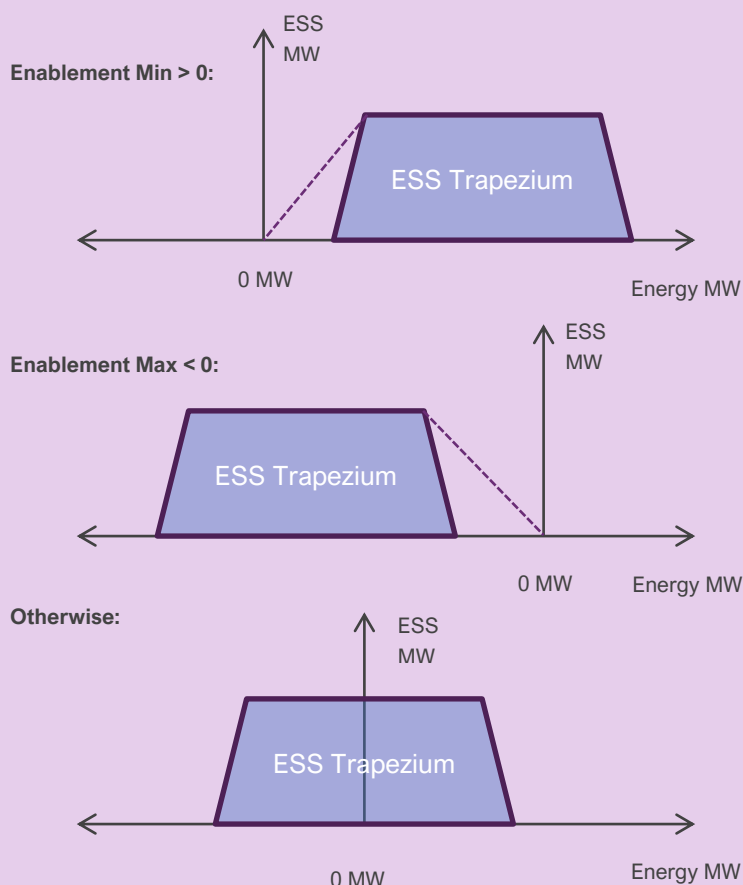 ESS
MW
Enablement Min > 0:
ESS Trapezium
0 MW
Energy MW
ESS
MW
Enablement Max < 0:
ESS Trapezium
0 MW
Energy MW
Otherwise:
ESS
MW
ESS Trapezium
0 MW
Energy MW